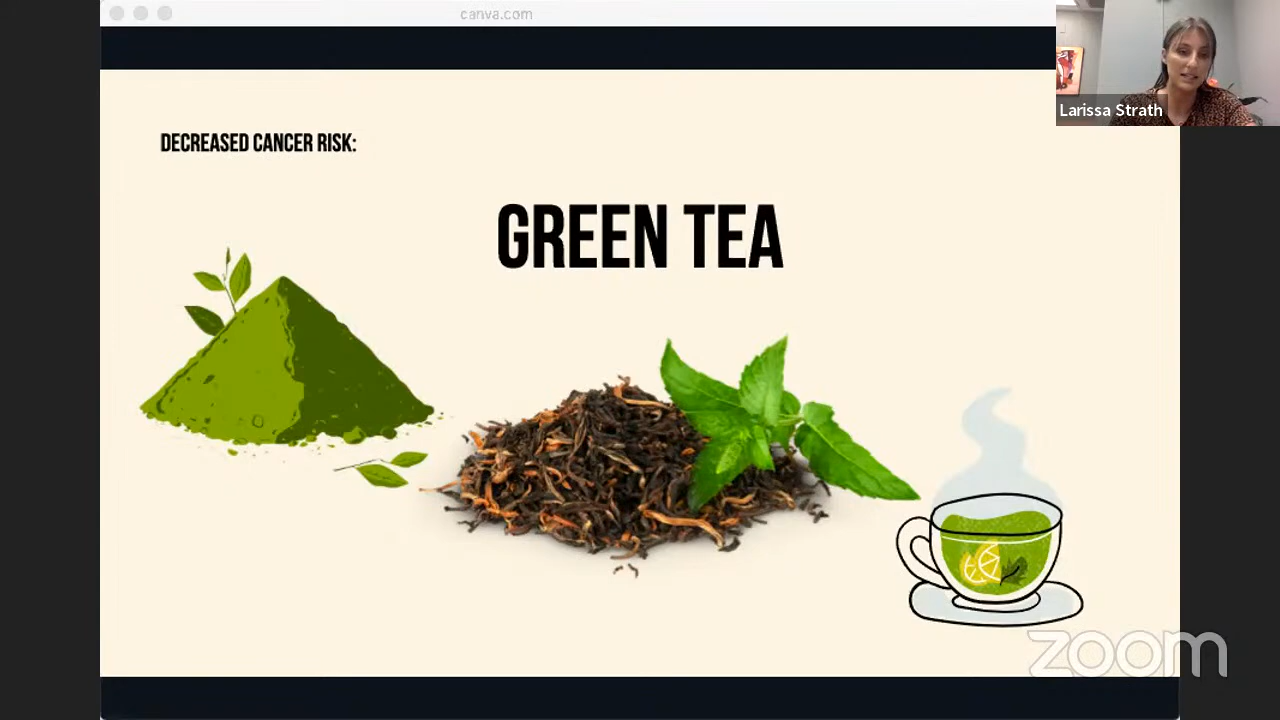 canva.com
Larissa Strath
DECREASED CANCER RISK:
GREEN TEA
zoom